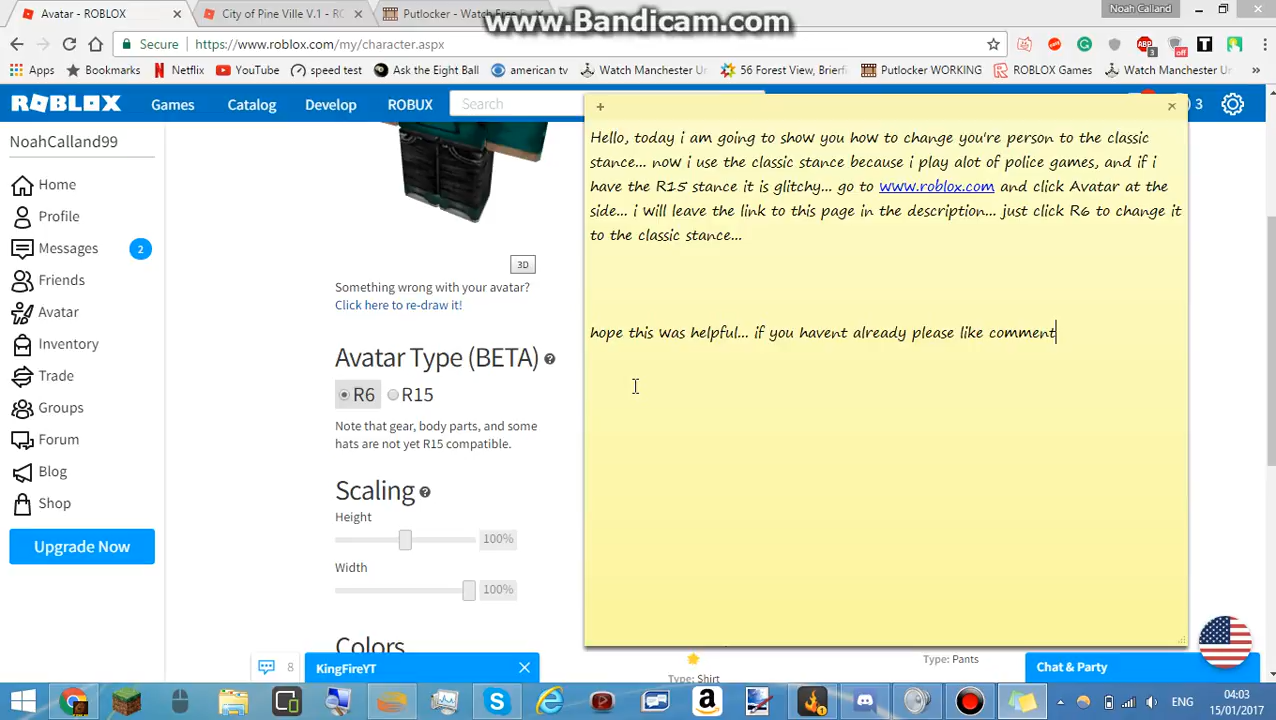 Avatar - ROBLOX
City of Pine Ville V.1 - RO
Putlocker - Watch Free
www.Bandicam.com
Noah Calland
Secure
https://www.roblox.com/my/character.aspx
Apps
Bookmarks
Netflix
YouTube
speed test
Ask the Eight Ball
american
Watch Manchester Un
56 Forest View, Brierfi
Putlocker WORKING
ROBLOX Games
Watch Manchester Un
ROBLOX
Games
Catalog
Develop
ROBUX
Search
3
NoahCalland99
Home
Profile
Messages
2
Friends
Avatar
Inventory
Trade
Groups
Forum
Blog
Shop
Upgrade Now
3D
Something wrong with your avatar?
Click here to re-draw it!
Avatar Type (BETA)
R6
R15
Note that gear, body parts, and some
hats are not yet R15 compatible.
Scaling
Height
100%
Width
100%
Colors
Hello, today i am going to show you how to change you're person to the classic
stance... now i use the classic stance because i play alot of police games, and if i
have the R15 stance it is glitchy... go to www.roblox.com and click Avatar at the
side... i will leave the link to this page in the description... just click R6 to change it
to the classic stance...
hope this was helpful... if you havent already please like comment
8
KingFireYT
Type: Shirt
Type: Pants
Chat & Party
ENG
04:03
15/01/2017